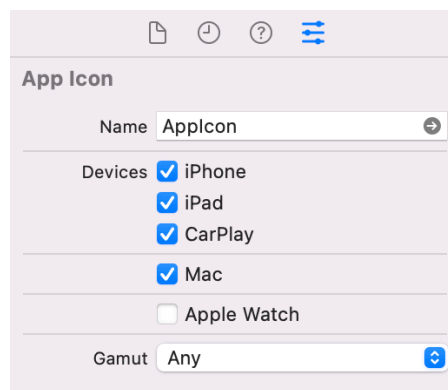 App Icon
Name AppIcon
Devices iPhone
iPad
CarPlay
Mac
Apple Watch
Gamut Any